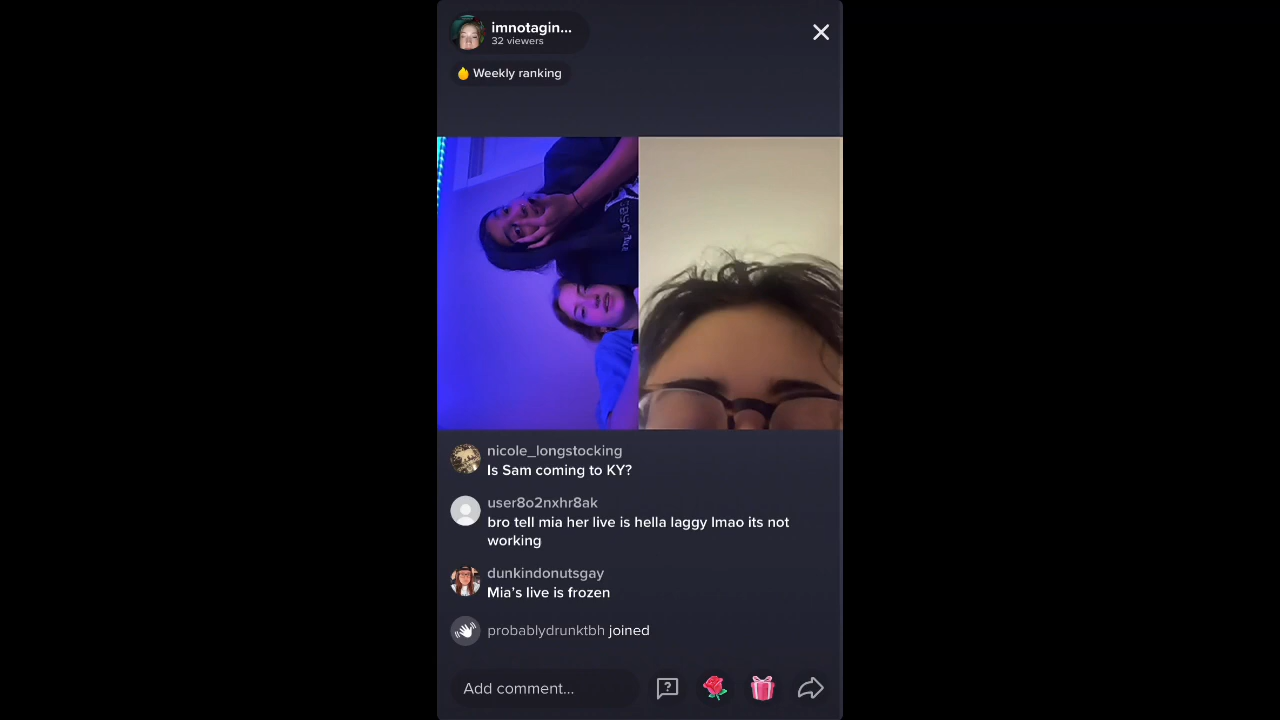 imnotagin...
32 viewers
Weekly ranking
nicole_longstocking
Is Sam coming to KY?
user8o2nxhr8ak
bro tell mia her live is hella laggy lmao its not
working
dunkindonutsgay
Mia's live is frozen
probablydrunktbh joined
Add comment...
?